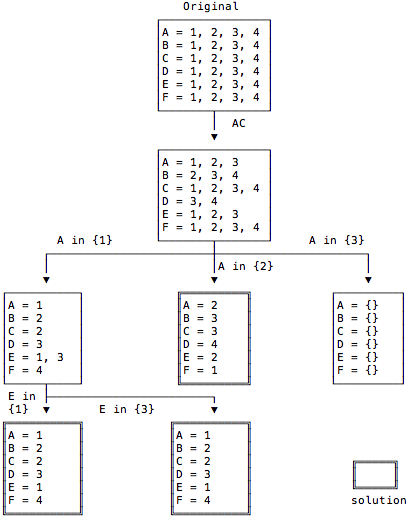 Original
A = 1, 2, 3, 4
B = 1, 2, 3, 4
C = 1, 2, 3, 4
D = 1, 2, 3, 4
E = 1, 2, 3, 4
F = 1, 2, 3, 4
AC
A = 1, 2, 3
B = 2, 3, 4
C = 1, 2, 3, 4
D = 3, 4
E = 1, 2, 3
F = 1, 2, 3, 4
A in {1}
A in {2}
A in {3}
A = 1
B = 2
C = 2
D = 3
E = 1, 3
F = 4
A = 2
B = 3
C = 3
D = 4
E = 2
F = 1
A = {}
B = {}
C = {}
D = {}
E = {}
F = {}
E in
{1}
E in {3}
A = 1
B = 2
C = 2
D = 3
E = 1
F = 4
A = 1
B = 2
C = 2
D = 3
E = 1
F = 4
solution